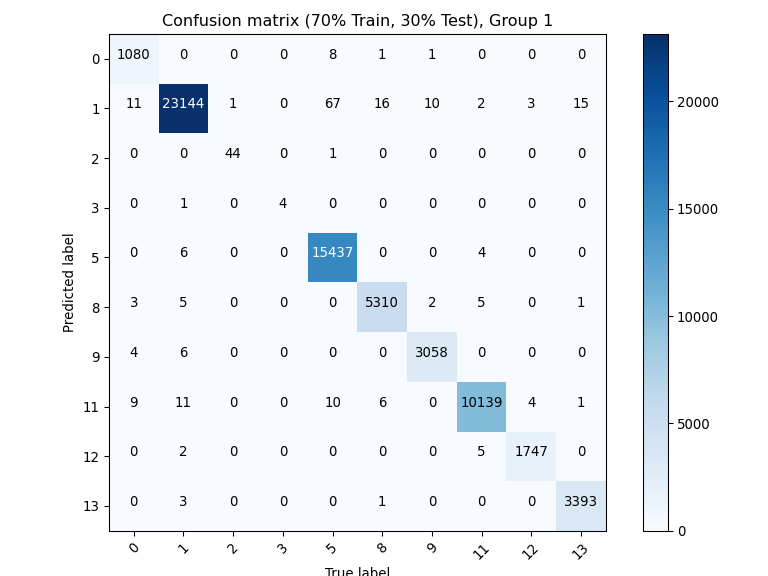 Confusion matrix (70% Train, 30% Test), Group 1
0 1080 0 0 0 8 1 1 0 0 0
1 11 23144 1 0 67 16 10 2 3 15
2 0 0 44 0 1 0 0 0 0 0
3 0 1 0 4 0 0 0 0 0 0
5 0 6 0 0 15437 0 0 4 0 0
8 3 5 0 0 0 5310 2 5 0 1
9 4 6 0 0 0 0 3058 0 0 0
11 9 11 0 0 10 6 0 10139 4 1
12 0 2 0 0 0 0 0 5 1747 0
13 0 3 0 0 0 1 0 0 0 3393
0 1 2 3 5 8 9 11 12 13
Predicted label
True label
20000
15000
10000
5000
0